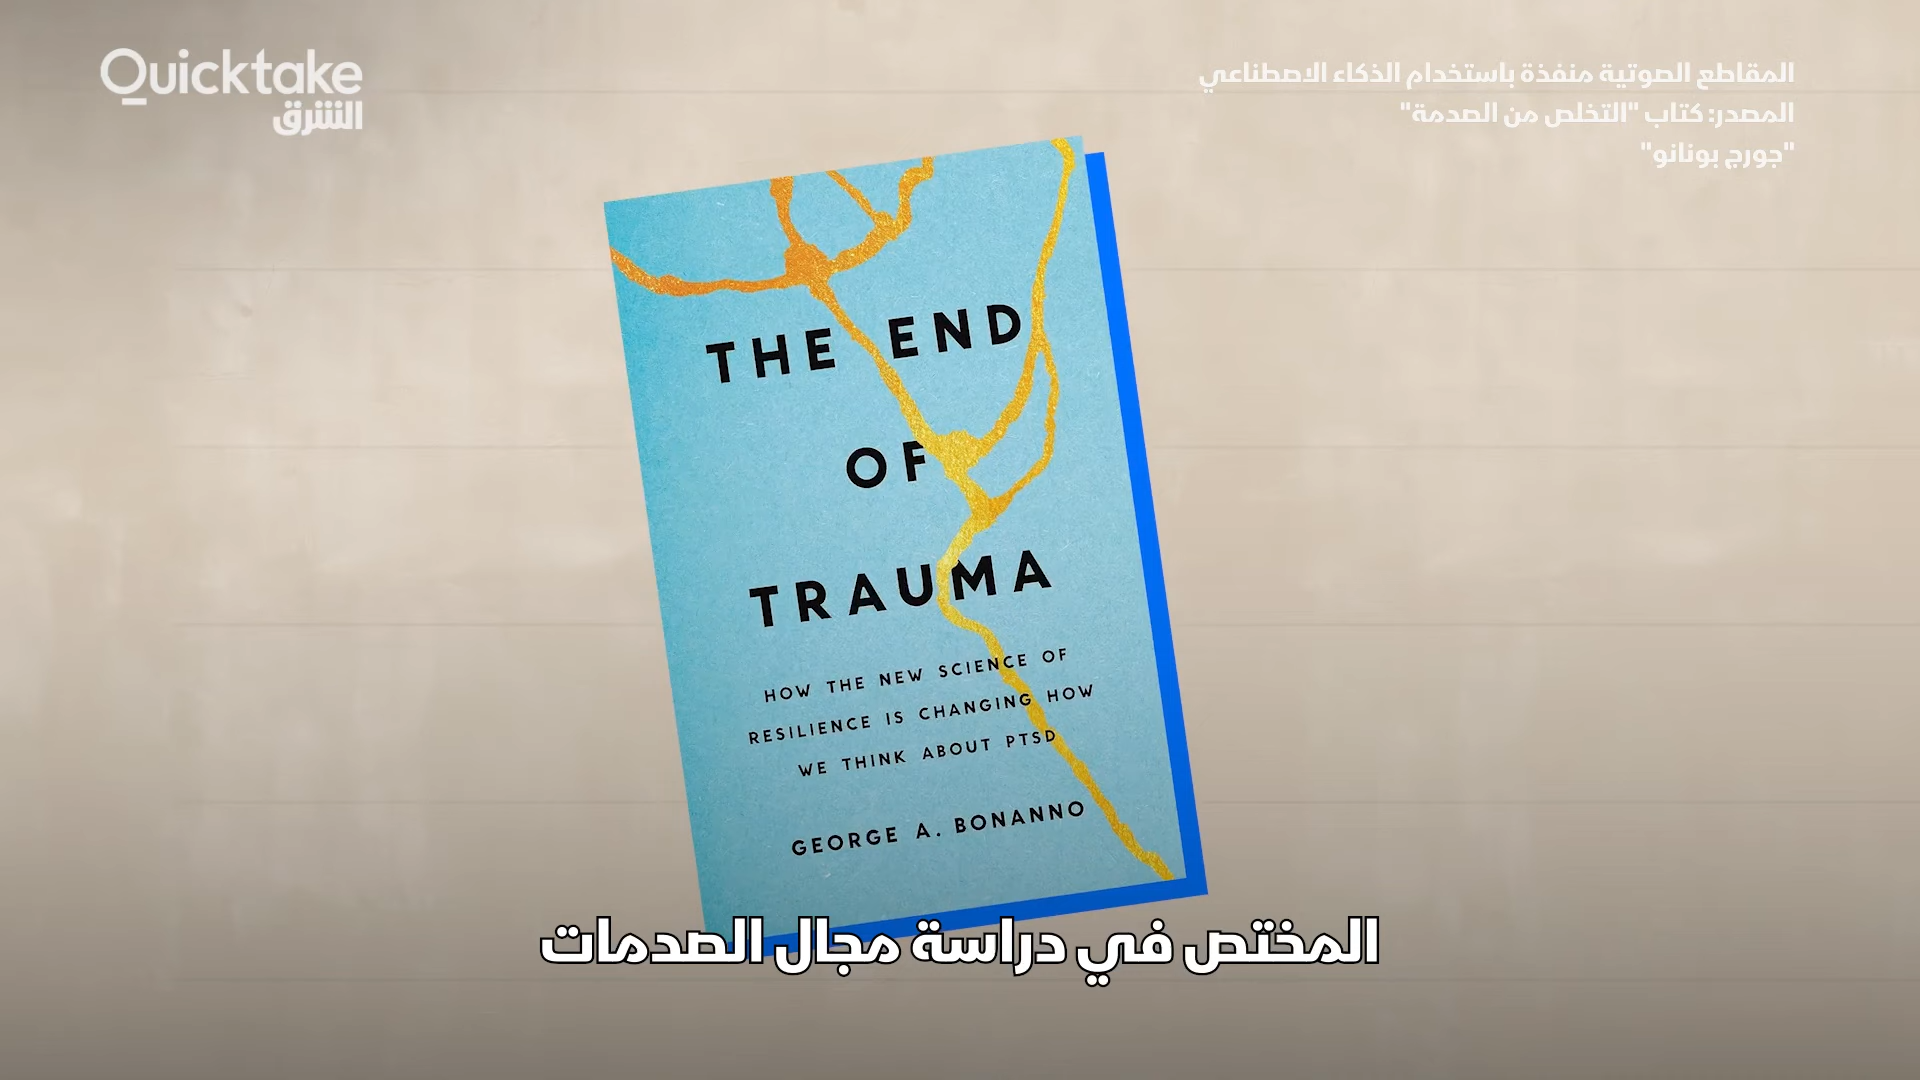 Quicktake
الشرق
المقاطع الصوتية منفذة باستخدام الذكاء الاصطناعي
المصدر: كتاب "التخلص من الصدمة"
"جورج بونانو"
THE END
OF
TRAUMA
HOW THE NEW SCIENCE OF
RESILIENCE IS CHANGING HOW
WE THINK ABOUT PTSD
GEORGE A. BONANNO
المختص في دراسة مجال الصدمات